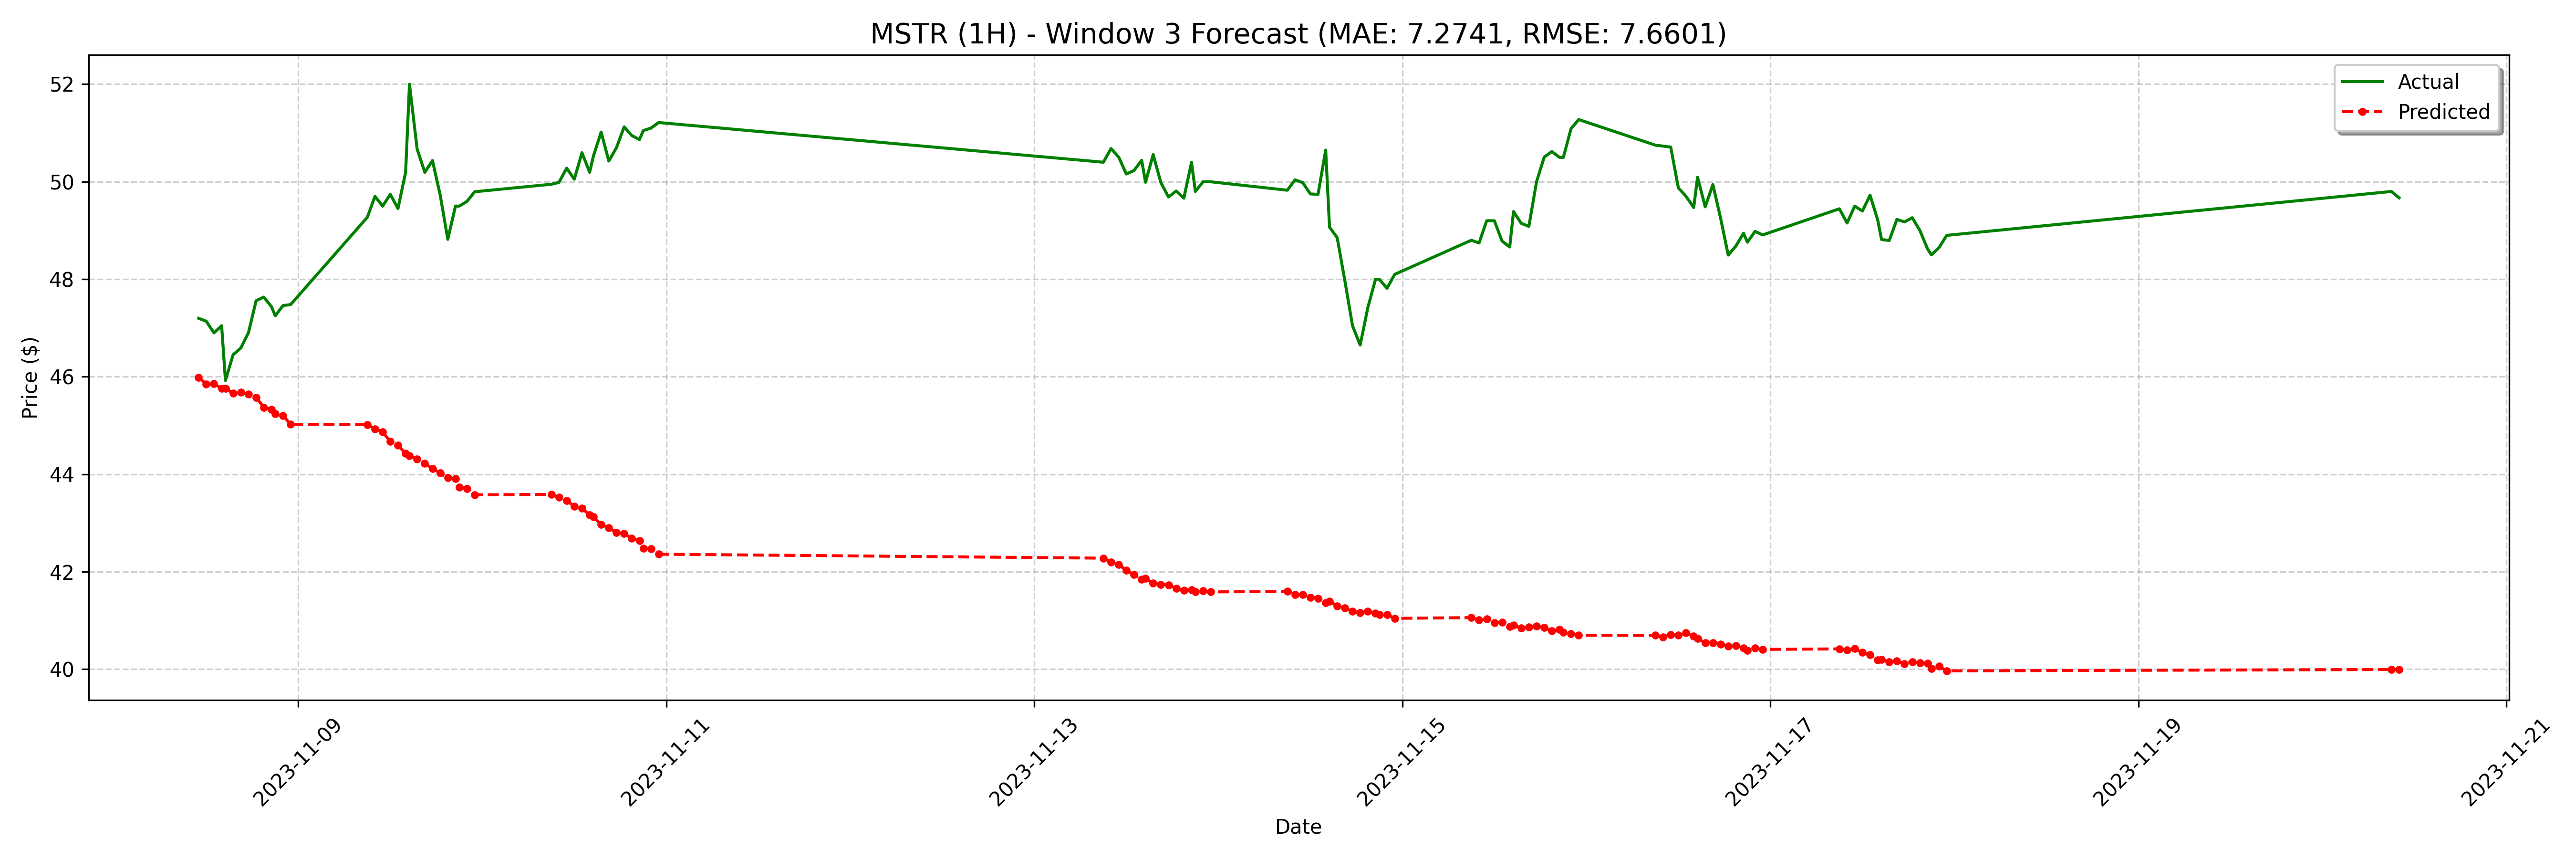 MSTR (1H) - Window 3 Forecast (MAE: 7.2741, RMSE: 7.6601)
Actual
Predicted
Price ($)
52
50
48
46
44
42
40
2023-11-09
2023-11-11
2023-11-13
2023-11-15
2023-11-17
2023-11-19
2023-11-21
Date